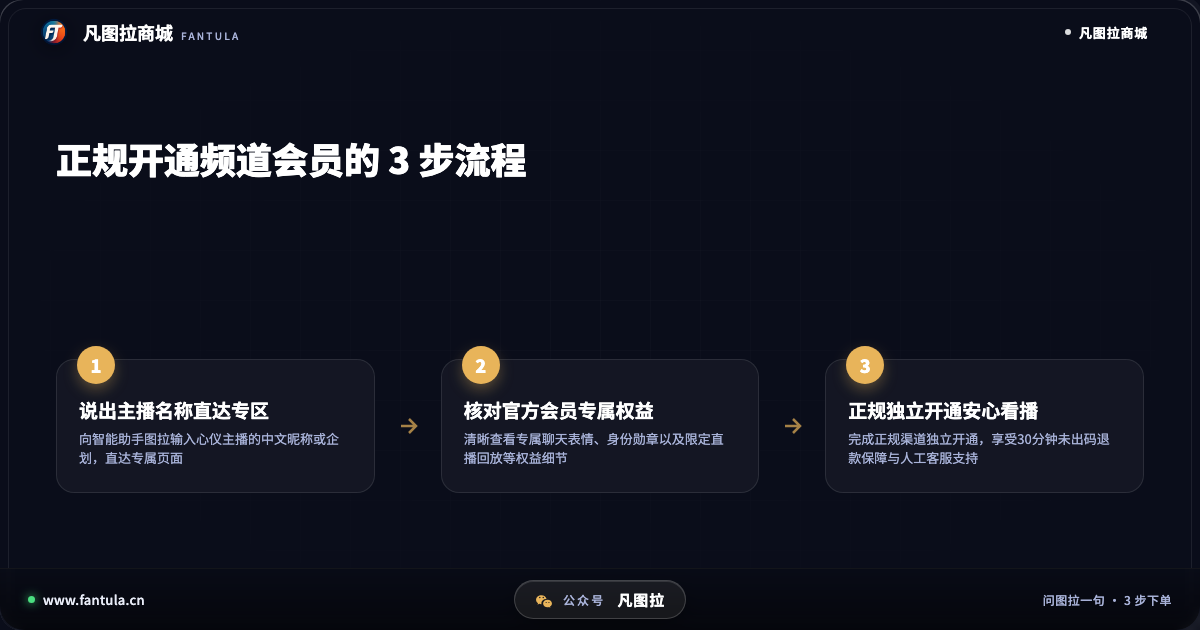 FT 凡图拉商城 FANTULA
凡图拉商城
正规开通频道会员的 3 步流程
1
说出主播名称直达专区
向智能助手图拉输入心仪主播的中文昵称或企
划，直达专属页面
2
核对官方会员专属权益
清晰查看专属聊天表情、身份勋章以及限定直
播回放等权益细节
3
正规独立开通安心看播
完成正规渠道独立开通，享受30分钟未出码退
款保障与人工客服支持
www.fantula.cn
公众号 凡图拉
问图拉一句 · 3 步下单